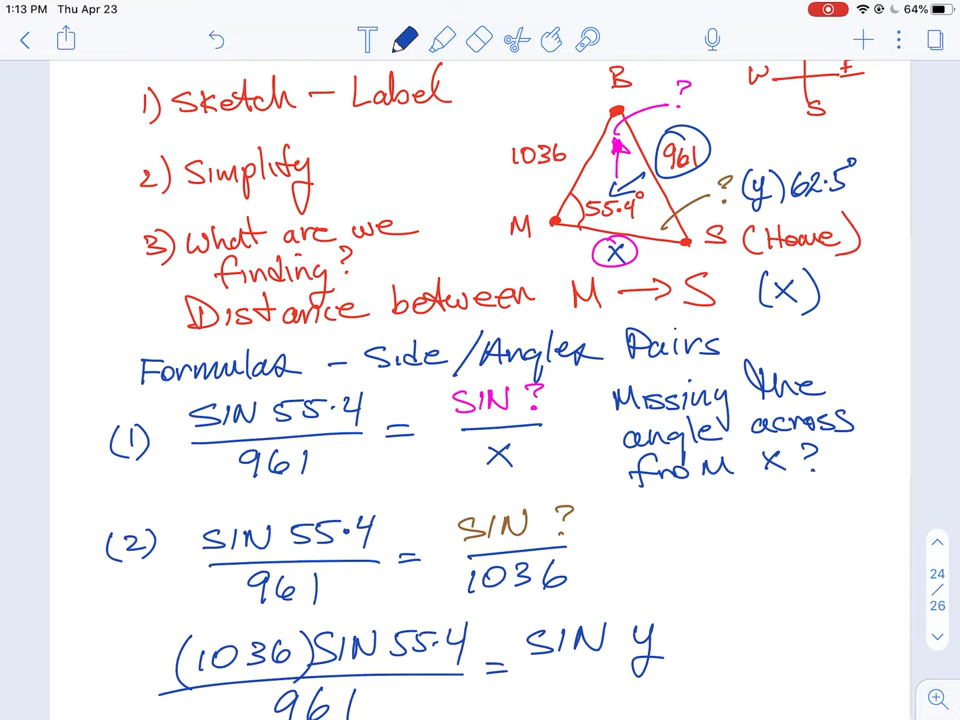 1:13 PM Thu Apr 23
64%
T
W E
S
1) Sketch - Label
B
?
1036
961
2) Simplify
55.4°
? (y) 62.5°
M
S (Home)
x
3) What are we
finding?
Distance between M → S (x)
Formulas - Side/Angles Pairs
(1) SIN 55.4 / 961 = SIN ? / x
Missing the
angle across
from x?
(2) SIN 55.4 / 961 = SIN ? / 1036
(1036) SIN 55.4 / 961 = SIN y
24
/
26